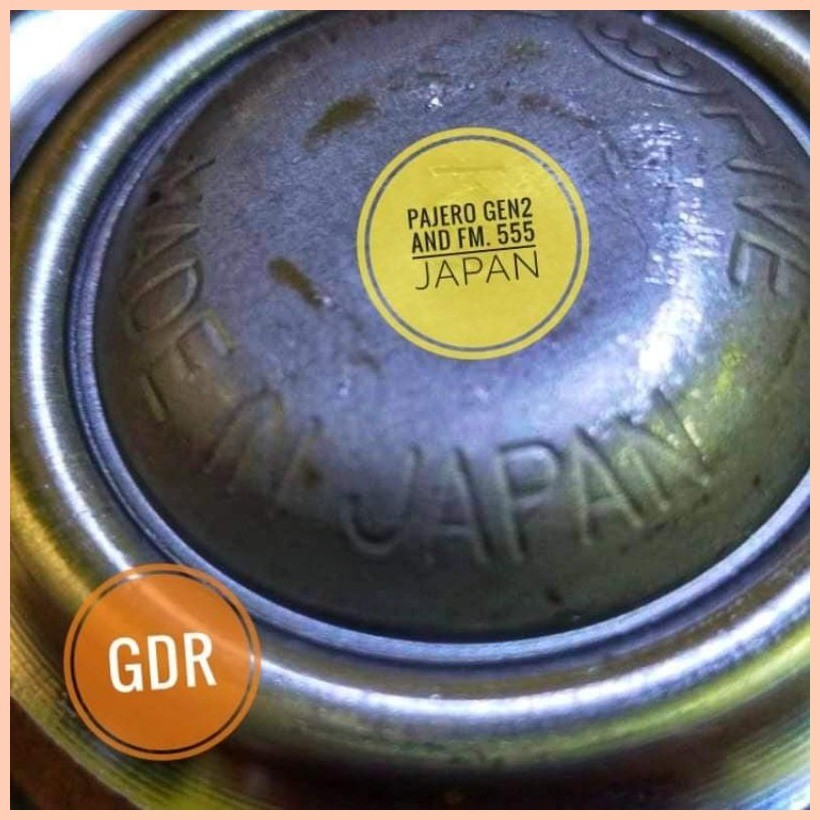 PAJERO GEN2
AND FM. 555
JAPAN
MADE IN JAPAN
GDR